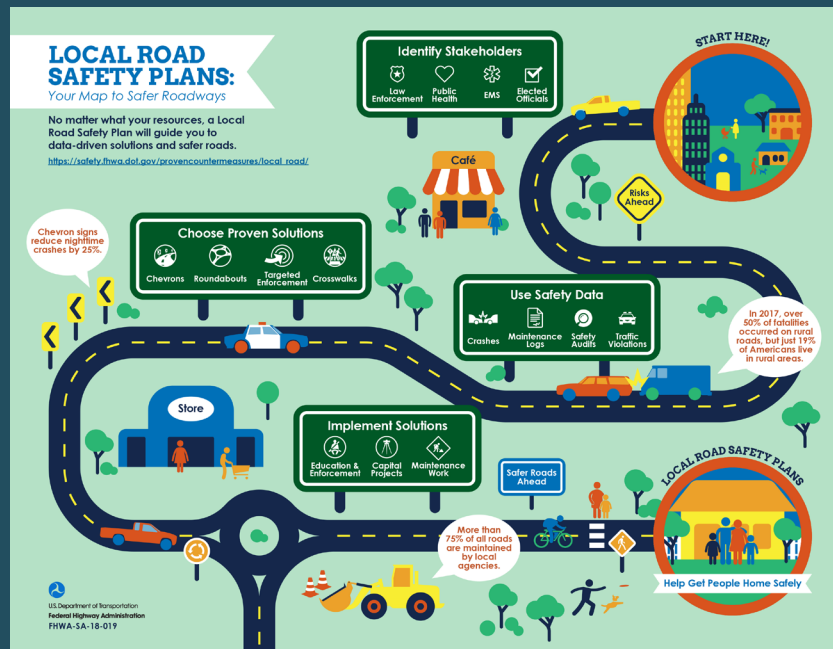 LOCAL ROAD
SAFETY PLANS:
Your Map to Safer Roadways
No matter what your resources, a Local
Road Safety Plan will guide you to
data-driven solutions and safer roads.
https://safety.fhwa.dot.gov/provencountermeasures/local_road/
START HERE!
Identify Stakeholders
Law
Enforcement
Public
Health
EMS
Elected
Officials
Café
Risks
Ahead
Use Safety Data
Crashes
Maintenance
Logs
Safety
Audits
Traffic
Violations
In 2017, over
50% of fatalities
occurred on rural
roads, but just 19%
of Americans live
in rural areas.
Choose Proven Solutions
Chevrons
Roundabouts
Targeted
Enforcement
Crosswalks
Chevron signs
reduce nighttime
crashes by 25%.
Store
Implement Solutions
Education &
Enforcement
Capital
Projects
Maintenance
Work
Safer Roads
Ahead
More than
75% of all roads
are maintained
by local
agencies.
LOCAL ROAD SAFETY PLANS
Help Get People Home Safely
U.S. Department of Transportation
Federal Highway Administration
FHWA-SA-18-019